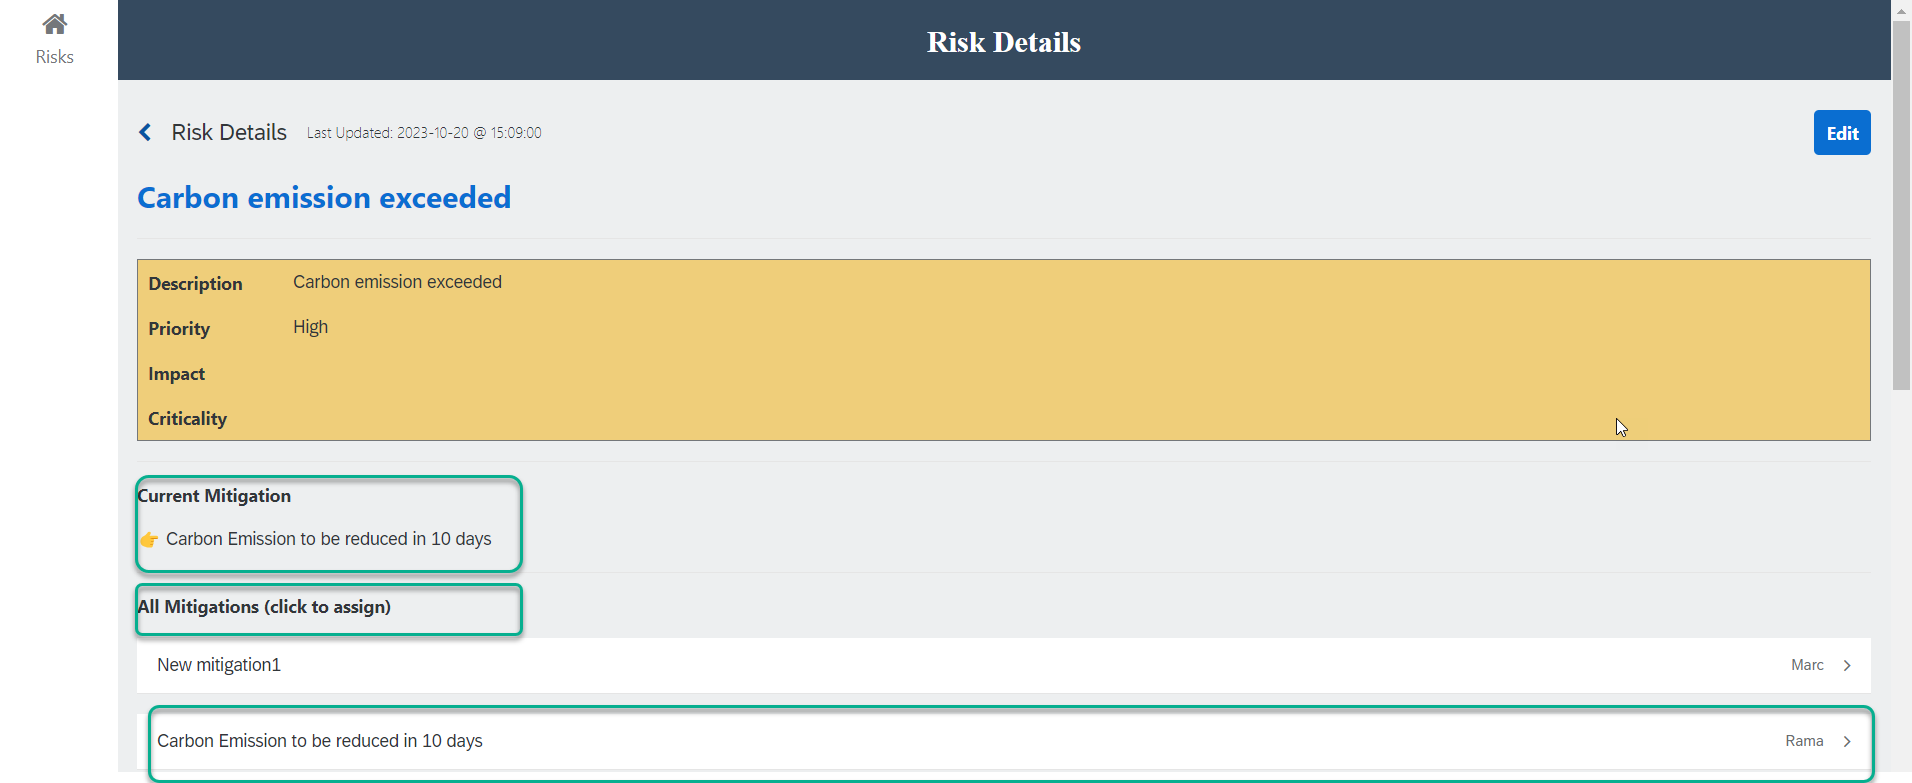 Risks
Risk Details
Risk Details Last Updated: 2023-10-20 @ 15:09:00
Edit
Carbon emission exceeded
Description Carbon emission exceeded
Priority High
Impact
Criticality
Current Mitigation
👉 Carbon Emission to be reduced in 10 days
All Mitigations (click to assign)
New mitigation1 Marc
Carbon Emission to be reduced in 10 days Rama